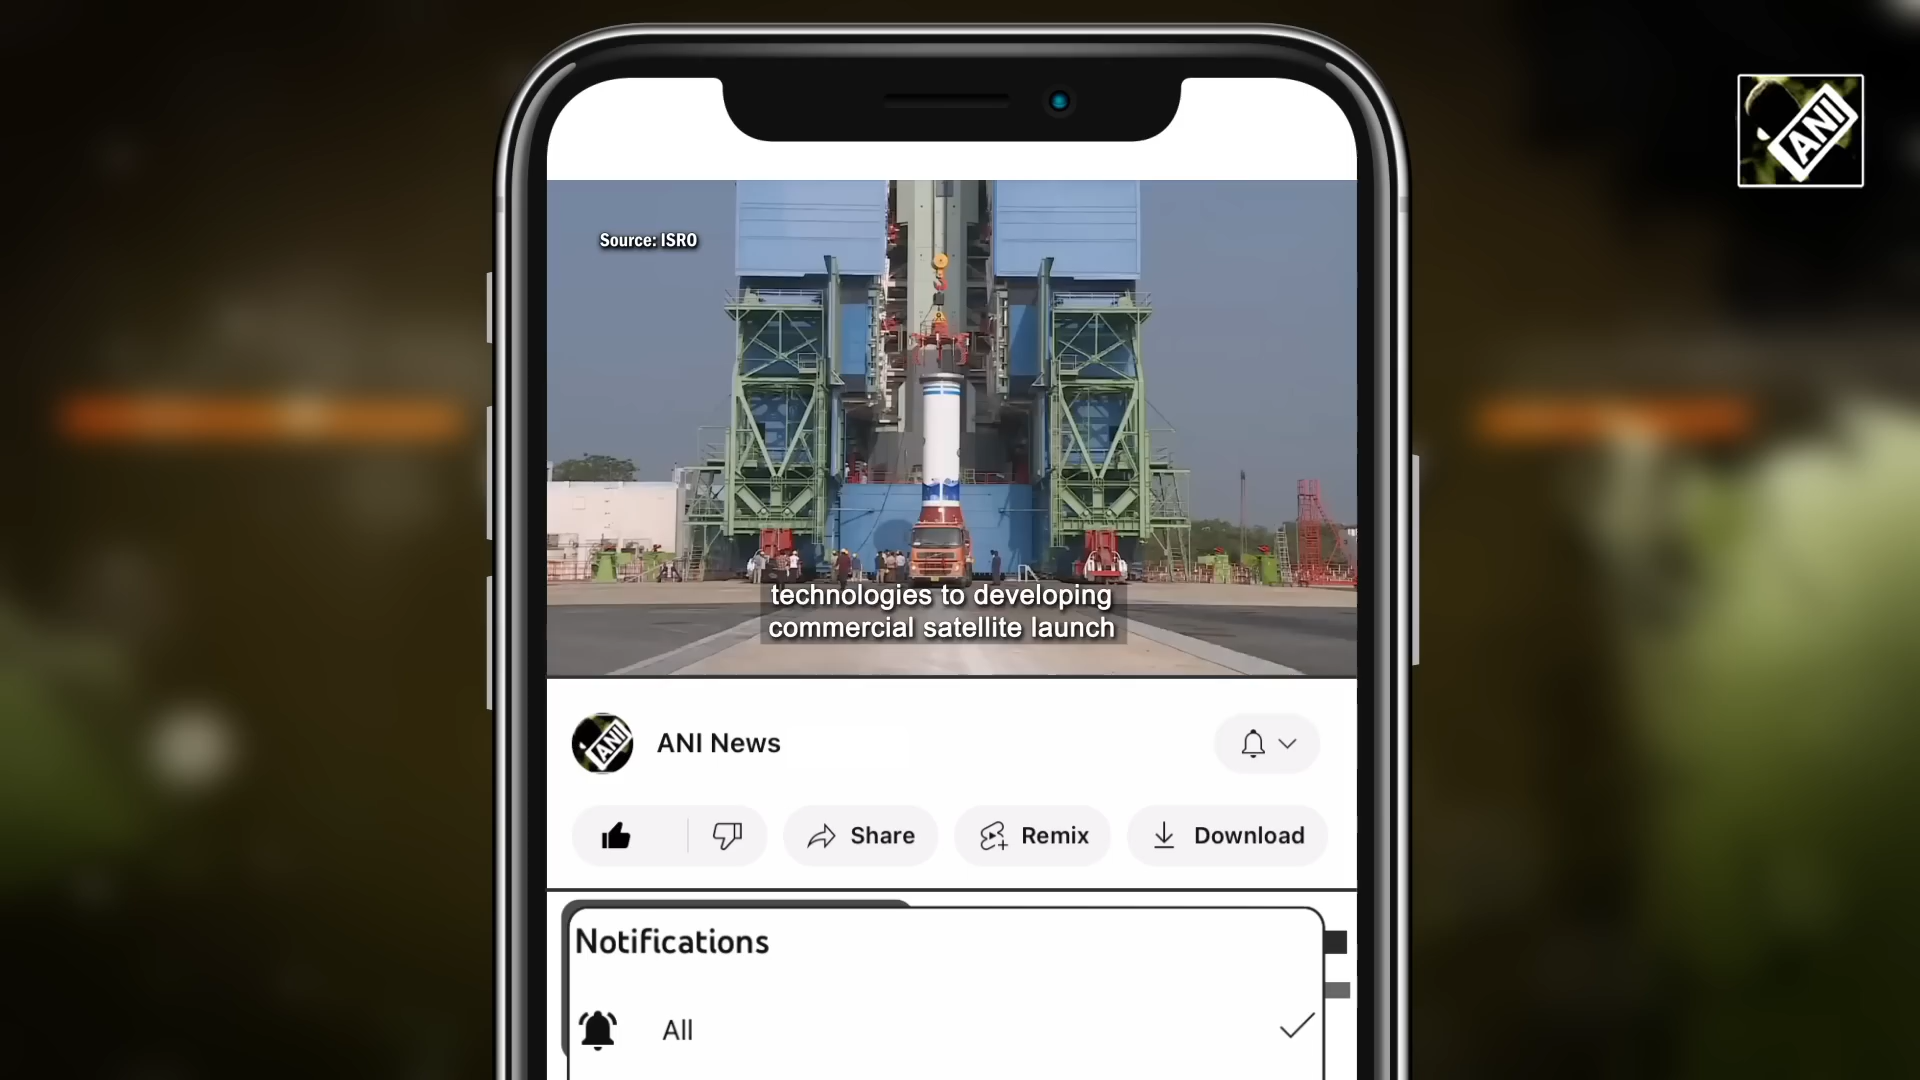 ANI
Source: ISRO
technologies to developing
commercial satellite launch
ANI
ANI News
Share
Remix
Download
Notifications
All